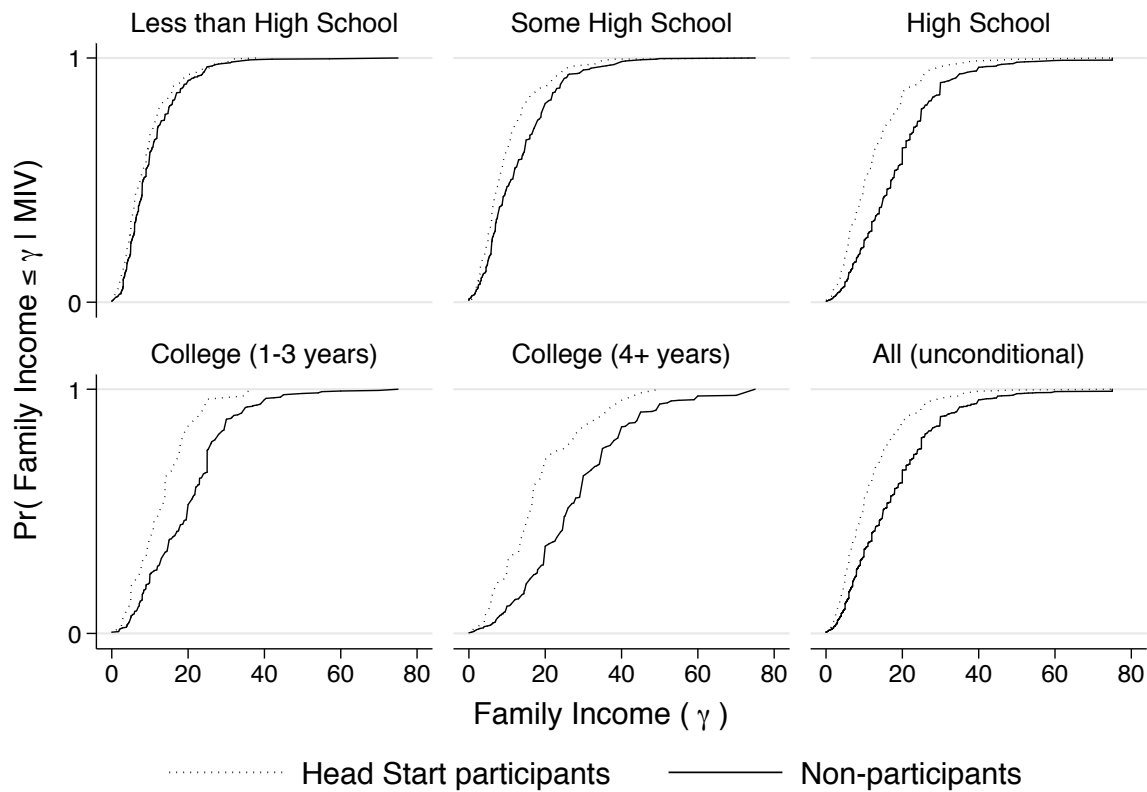 Less than High School
Some High School
High School
1
0
College (1-3 years)
College (4+ years)
All (unconditional)
1
0
Pr( Family Income ≤ γ | MIV)
0 20 40 60 80
0 20 40 60 80
0 20 40 60 80
Family Income ( γ )
Head Start participants
Non-participants